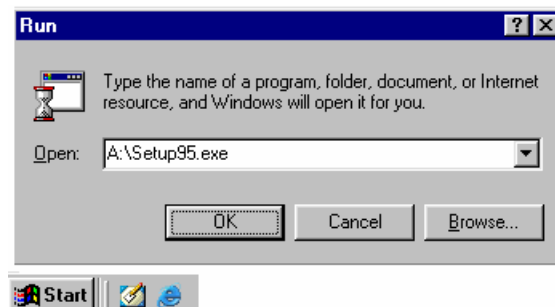 Run
Type the name of a program, folder, document, or Internet
resource, and Windows will open it for you.
Open: A:\Setup95.exe
OK Cancel Browse...
Start